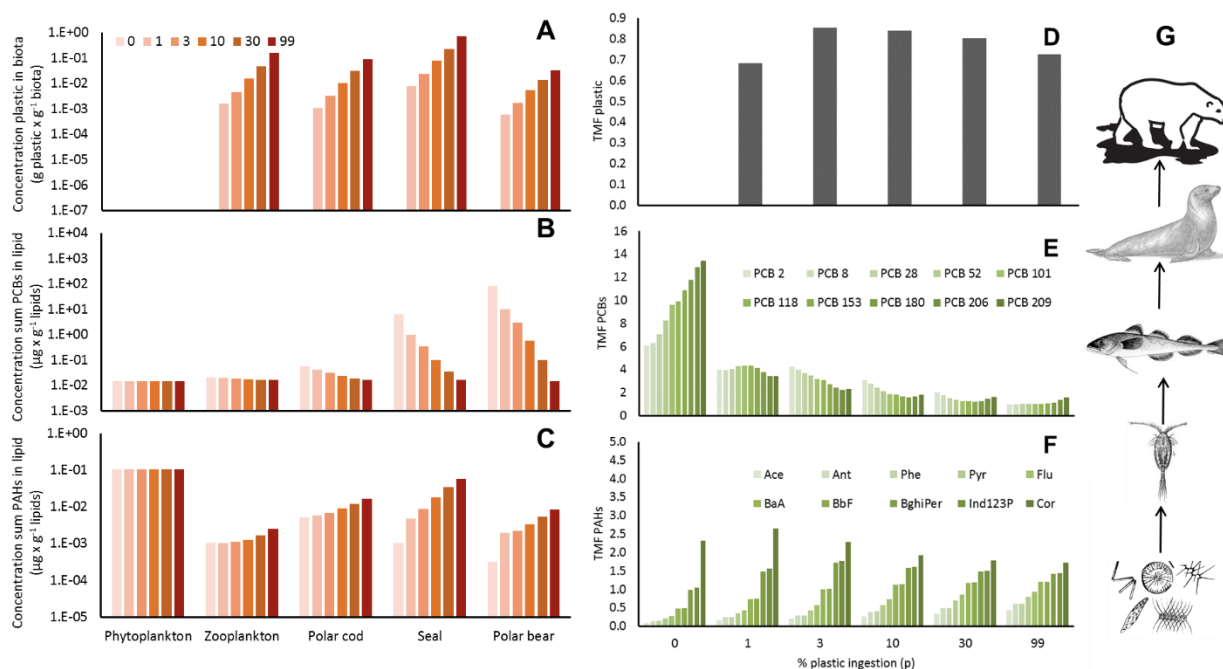 A
0 1 3 10 30 99
Concentration plastic in biota
(g plastic x g⁻¹ biota)
1.E+00
1.E-01
1.E-02
1.E-03
1.E-04
1.E-05
1.E-06
1.E-07
B
Concentration sum PCBs in lipid
(µg x g⁻¹ lipids)
1.E+04
1.E+03
1.E+02
1.E+01
1.E+00
1.E-01
1.E-02
1.E-03
C
Concentration sum PAHs in lipid
(µg x g⁻¹ lipids)
1.E+00
1.E-01
1.E-02
1.E-03
1.E-04
1.E-05
Phytoplankton Zooplankton Polar cod Seal Polar bear
D
TMF plastic
0.9
0.8
0.7
0.6
0.5
0.4
0.3
0.2
0.1
0.0
E
TMF PCBs
16
14
12
10
8
6
4
2
0
PCB 2 PCB 8 PCB 28 PCB 52 PCB 101
PCB 118 PCB 153 PCB 180 PCB 206 PCB 209
F
TMF PAHs
5.0
4.5
4.0
3.5
3.0
2.5
2.0
1.5
1.0
0.5
0.0
Ace Ant Phe Pyr Flu
BaA BbF BghiPer Ind123P Cor
0 1 3 10 30 99
% plastic ingestion (p)
G